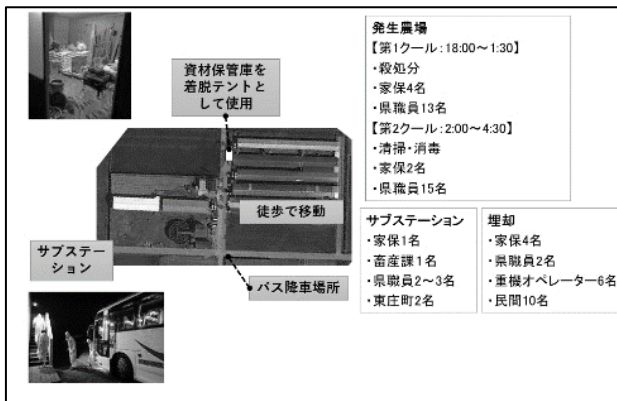 資材保管庫を
着脱テントと
して使用
徒歩で移動
サブステー
ション
バス降車場所
発生農場
【第1クール：18:00～1:30】
・殺処分
・家保4名
・県職員13名
【第2クール：2:00～4:30】
・清掃・消毒
・家保2名
・県職員15名
サブステーション
・家保1名
・畜産課1名
・県職員2～3名
・東庄町2名
埋却
・家保4名
・県職員2名
・重機オペレーター6名
・民間10名